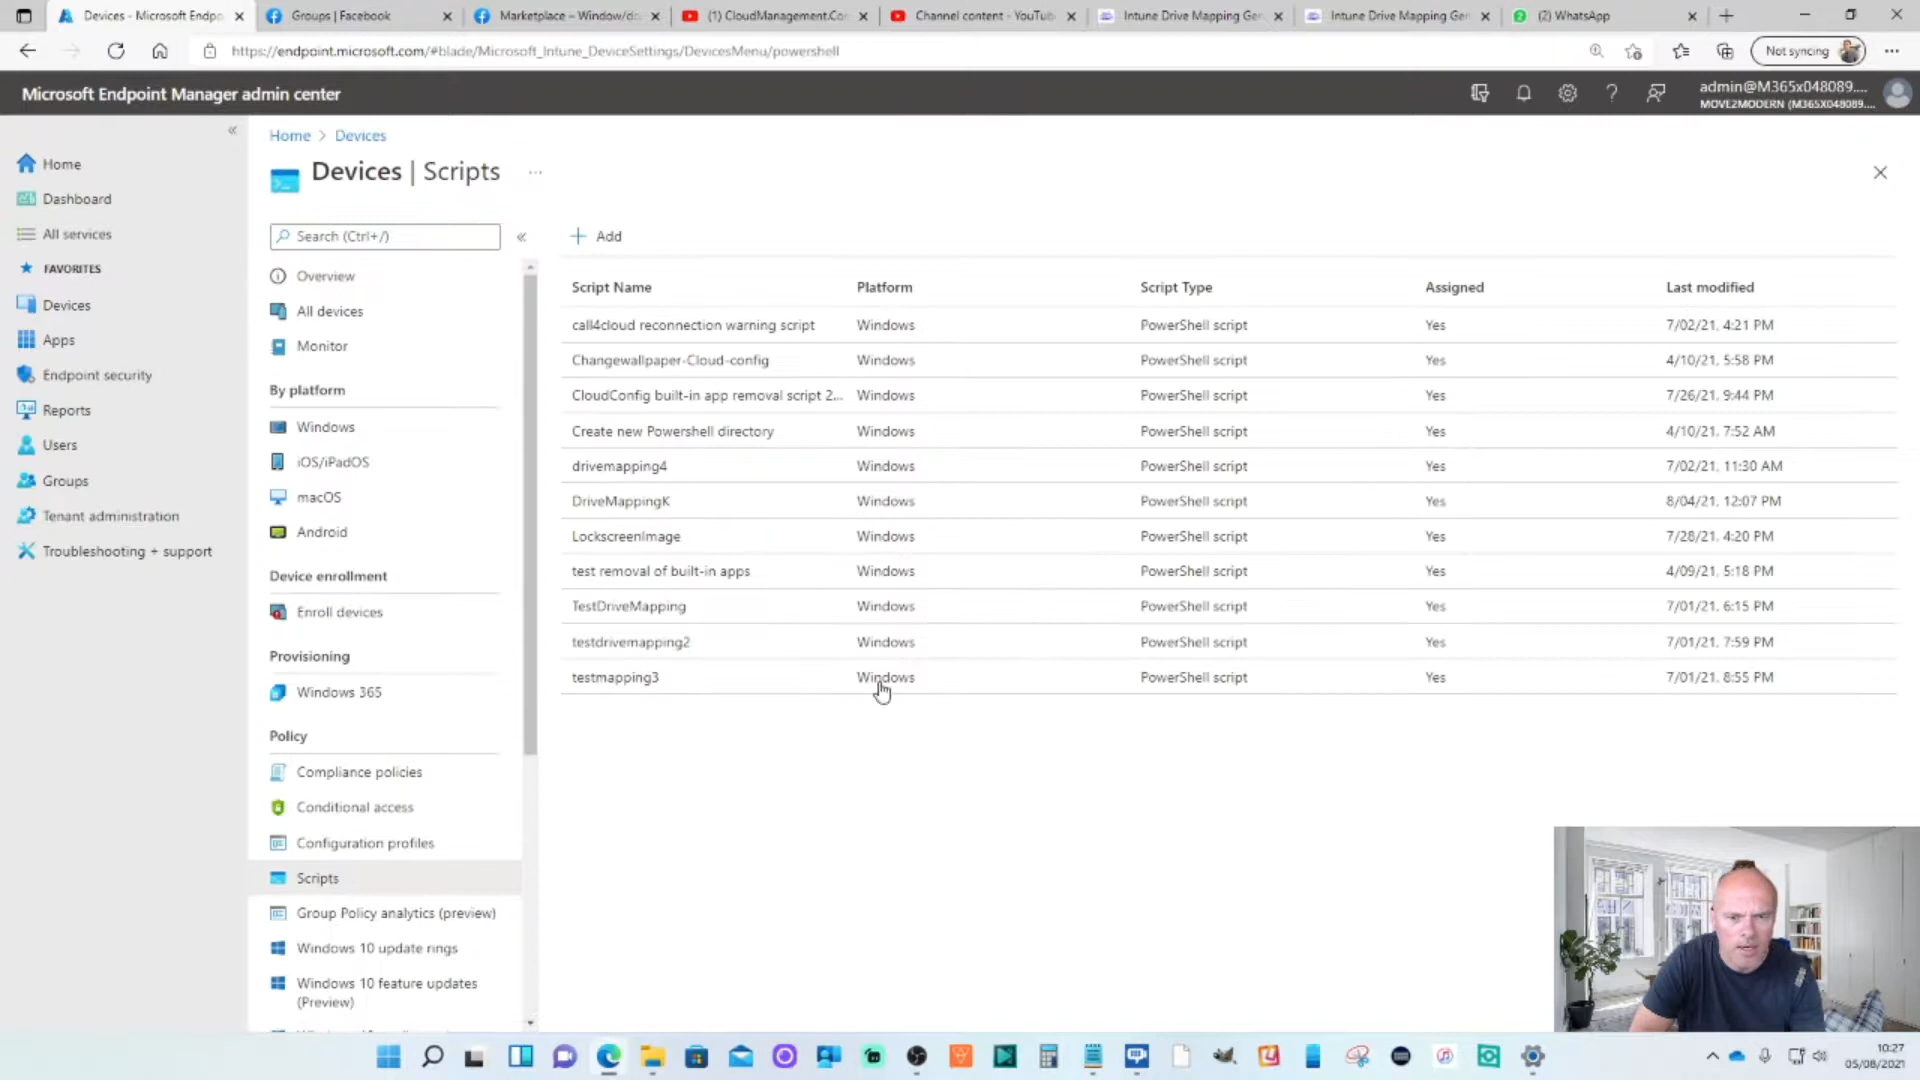 Devices - Microsoft Endpo
Groups | Facebook
Marketplace – Window/do
(1) CloudManagement.Co
Channel content - YouTub
Intune Drive Mapping Gen
Intune Drive Mapping Gen
(2) WhatsApp
https://endpoint.microsoft.com/#blade/Microsoft_Intune_DeviceSettings/DevicesMenu/powershell
Not syncing
Microsoft Endpoint Manager admin center
admin@M365x048089....
MOVE2MODERN (M365X048089....
Home
Dashboard
All services
FAVORITES
Devices
Apps
Endpoint security
Reports
Users
Groups
Tenant administration
Troubleshooting + support
Home > Devices
Devices | Scripts
Search (Ctrl+/)
Overview
All devices
Monitor
By platform
Windows
iOS/iPadOS
macOS
Android
Device enrollment
Enroll devices
Provisioning
Windows 365
Policy
Compliance policies
Conditional access
Configuration profiles
Scripts
Group Policy analytics (preview)
Windows 10 update rings
Windows 10 feature updates
(Preview)
+ Add
Script Name Platform Script Type Assigned Last modified
call4cloud reconnection warning script Windows PowerShell script Yes 7/02/21, 4:21 PM
Changewallpaper-Cloud-config Windows PowerShell script Yes 4/10/21, 5:58 PM
CloudConfig built-in app removal script 2... Windows PowerShell script Yes 7/26/21, 9:44 PM
Create new Powershell directory Windows PowerShell script Yes 4/10/21, 7:52 AM
drivemapping4 Windows PowerShell script Yes 7/02/21, 11:30 AM
DriveMappingK Windows PowerShell script Yes 8/04/21, 12:07 PM
LockscreenImage Windows PowerShell script Yes 7/28/21, 4:20 PM
test removal of built-in apps Windows PowerShell script Yes 4/09/21, 5:18 PM
TestDriveMapping Windows PowerShell script Yes 7/01/21, 6:15 PM
testdrivemapping2 Windows PowerShell script Yes 7/01/21, 7:59 PM
testmapping3 Windows PowerShell script Yes 7/01/21, 8:55 PM
10:27
05/08/2021